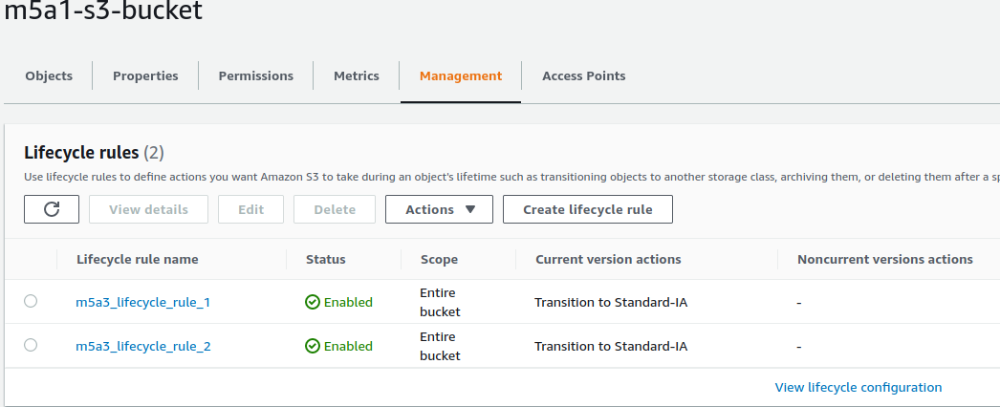 m5a1-s3-bucket
Objects Properties Permissions Metrics Management Access Points
Lifecycle rules (2)
Use lifecycle rules to define actions you want Amazon S3 to take during an object's lifetime such as transitioning objects to another storage class, archiving them, or deleting them after a
View details Edit Delete Actions Create lifecycle rule
Lifecycle rule name Status Scope Current version actions Noncurrent versions actions
m5a3_lifecycle_rule_1 Enabled Entire bucket Transition to Standard-IA -
m5a3_lifecycle_rule_2 Enabled Entire bucket Transition to Standard-IA -
View lifecycle configuration